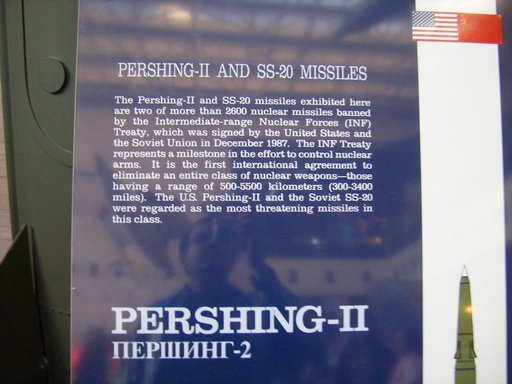 PERSHING-II AND SS-20 MISSILES
The Pershing-II and SS-20 missiles exhibited here
are two of more than 2600 nuclear missiles banned
by the Intermediate-range Nuclear Forces (INF)
Treaty, which was signed by the United States and
the Soviet Union in December 1987. The INF Treaty
represents a milestone in the effort to control nuclear
arms. It is the first international agreement to
eliminate an entire class of nuclear weapons—those
having a range of 500-5500 kilometers (300-3400
miles). The U.S. Pershing-II and the Soviet SS-20
were regarded as the most threatening missiles in
this class.
PERSHING-II
ПЕРШИНГ-2